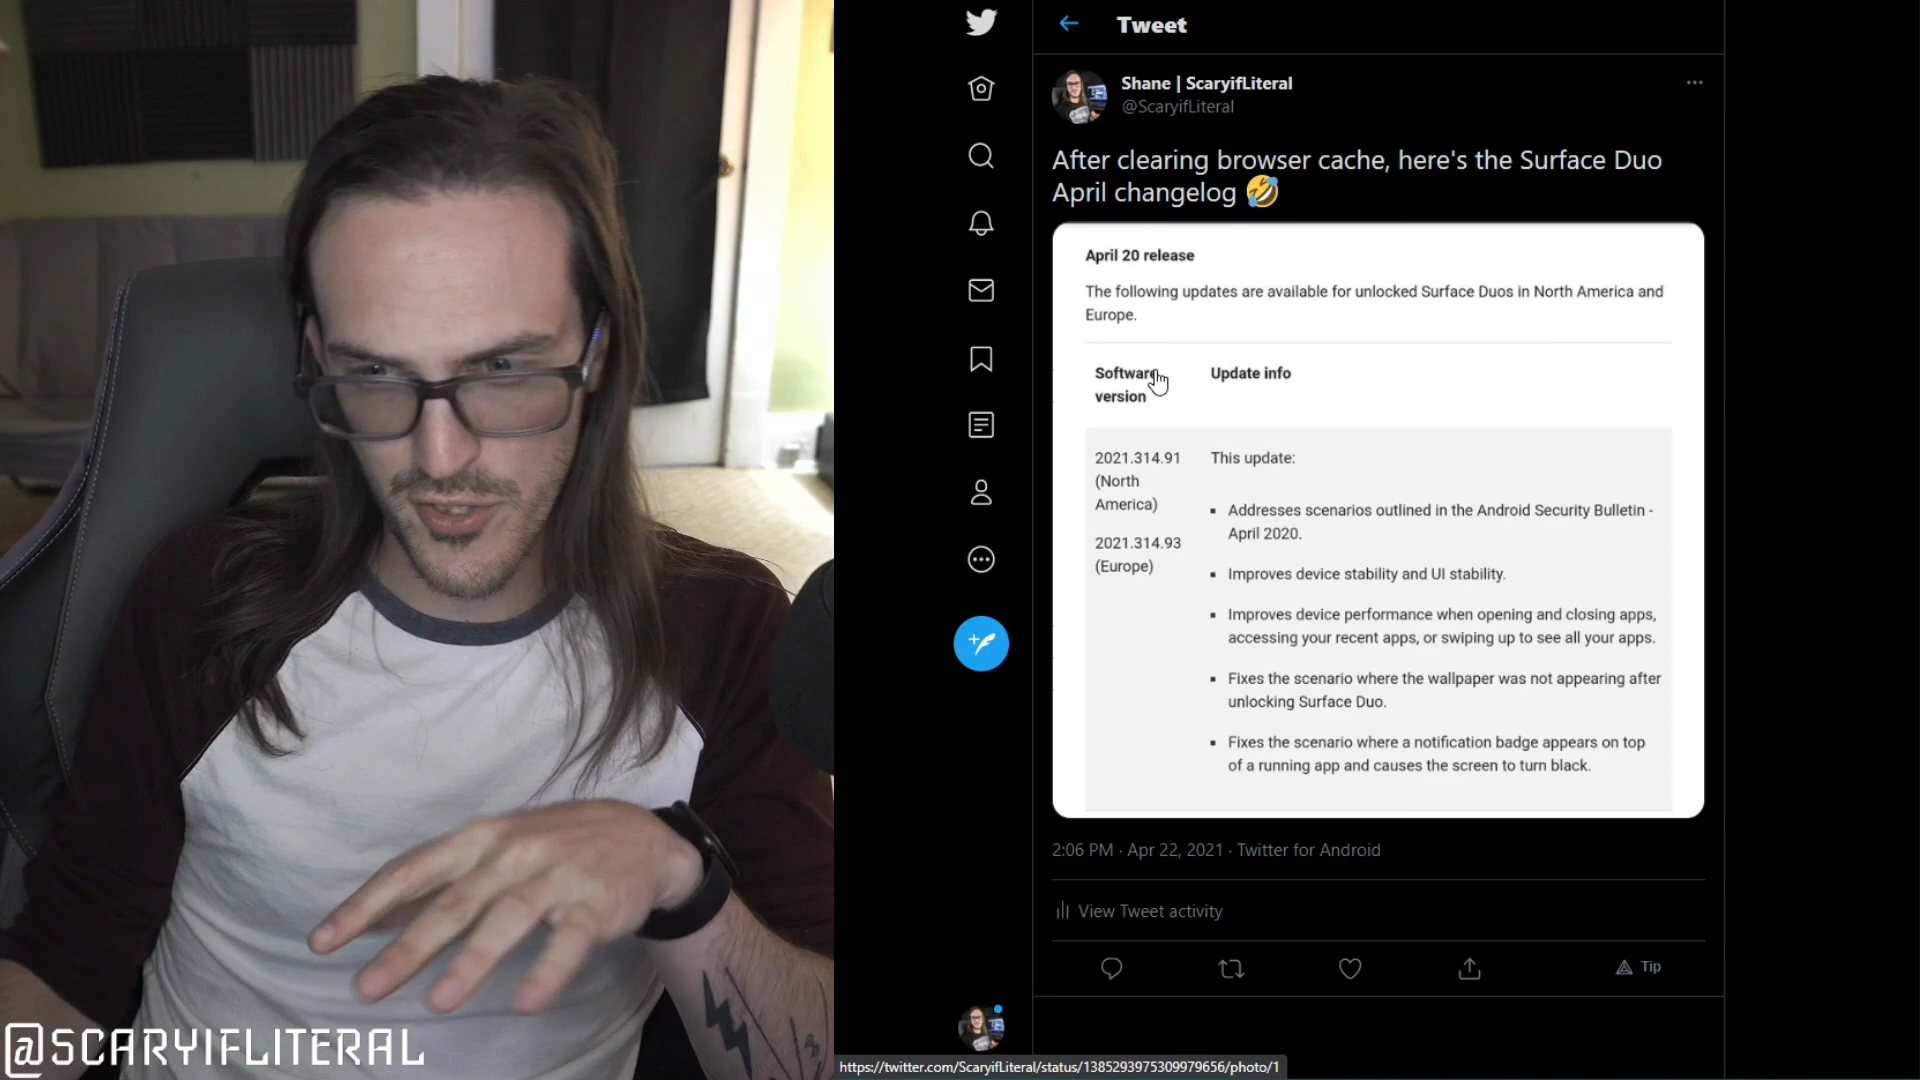 Tweet
Shane | ScaryifLiteral
@ScaryifLiteral
After clearing browser cache, here's the Surface Duo
April changelog 🤣
April 20 release
The following updates are available for unlocked Surface Duos in North America and
Europe.
Software
version
Update info
2021.314.91
(North
America)
2021.314.93
(Europe)
This update:
▪ Addresses scenarios outlined in the Android Security Bulletin -
April 2020.
▪ Improves device stability and UI stability.
▪ Improves device performance when opening and closing apps,
accessing your recent apps, or swiping up to see all your apps.
▪ Fixes the scenario where the wallpaper was not appearing after
unlocking Surface Duo.
▪ Fixes the scenario where a notification badge appears on top
of a running app and causes the screen to turn black.
2:06 PM · Apr 22, 2021 · Twitter for Android
View Tweet activity
Tip
@SCARYIFLITERAL
https://twitter.com/ScaryifLiteral/status/1385293975309979656/photo/1